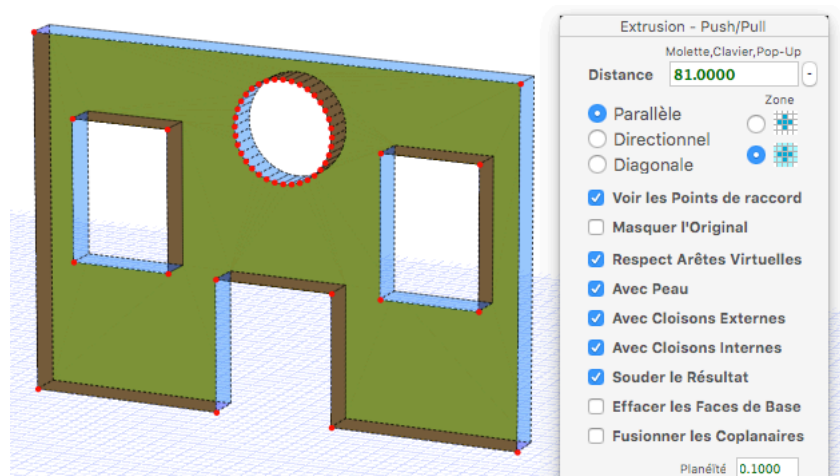 Extrusion - Push/Pull
Molette,Clavier,Pop-Up
Distance 81.0000 -
Zone
Parallèle
Directionnel
Diagonale
Voir les Points de raccord
Masquer l'Original
Respect Arêtes Virtuelles
Avec Peau
Avec Cloisons Externes
Avec Cloisons Internes
Souder le Résultat
Effacer les Faces de Base
Fusionner les Coplanaires
Planéïté 0.1000